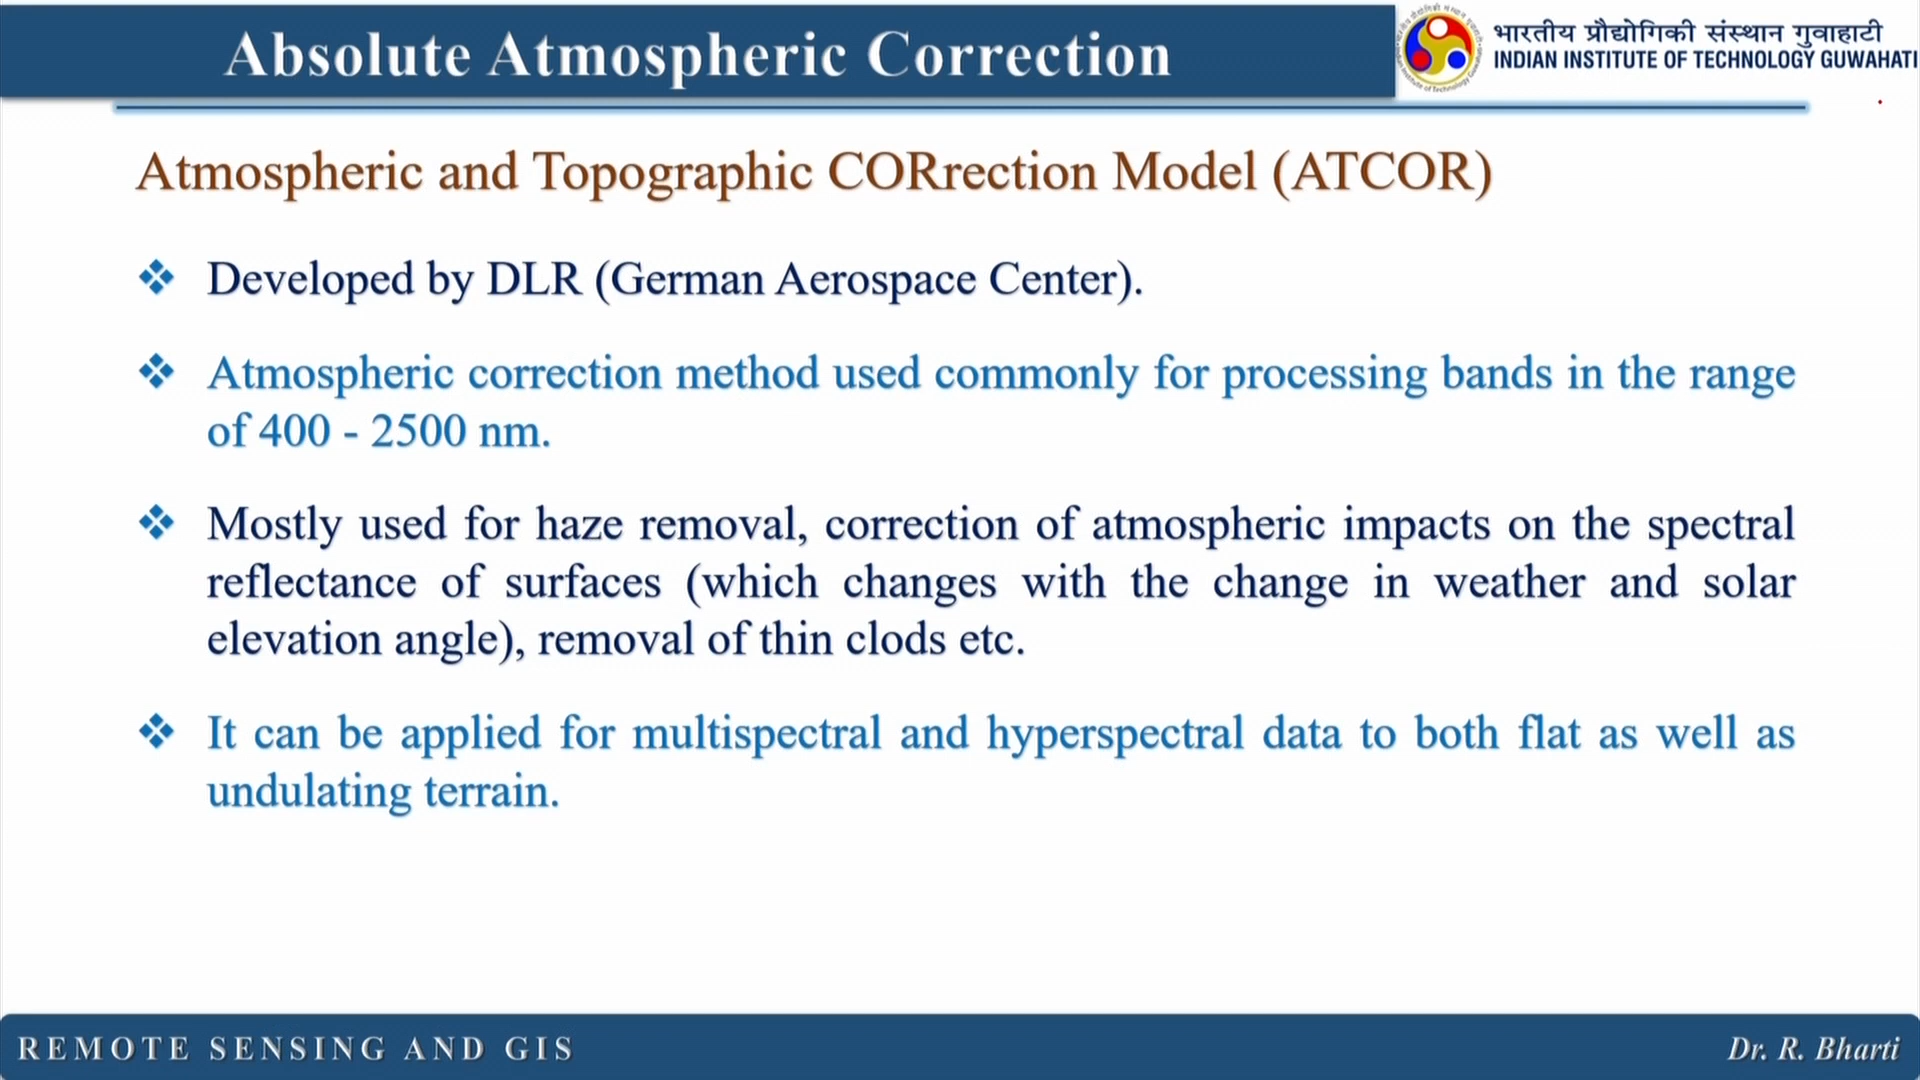 Absolute Atmospheric Correction
भारतीय प्रौद्योगिकी संस्थान गुवाहाटी
INDIAN INSTITUTE OF TECHNOLOGY GUWAHATI
Atmospheric and Topographic CORrection Model (ATCOR)
Developed by DLR (German Aerospace Center).
Atmospheric correction method used commonly for processing bands in the range
of 400 - 2500 nm.
Mostly used for haze removal, correction of atmospheric impacts on the spectral
reflectance of surfaces (which changes with the change in weather and solar
elevation angle), removal of thin clods etc.
It can be applied for multispectral and hyperspectral data to both flat as well as
undulating terrain.
REMOTE SENSING AND GIS
Dr. R. Bharti